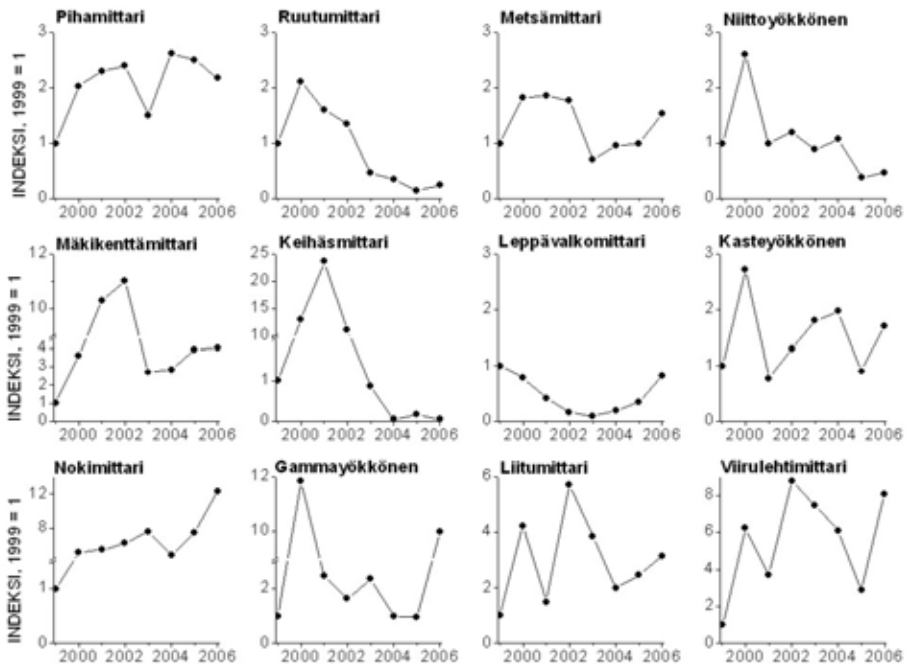 Pihamittari Ruutumittari Metsämittari Niittoyökkönen
INDEKSI, 1999 = 1
3 2 1 0
3 2 1 0
3 2 1 0
3 2 1 0
2000 2002 2004 2006 2000 2002 2004 2006 2000 2002 2004 2006 2000 2002 2004 2006
Mäkikenttämittari Keihäsmittari Leppävalkomittari Kasteyökkönen
INDEKSI, 1999 = 1
12 10 4 3 2 1 0
25 20 15 10 1 0
3 2 1 0
3 2 1 0
2000 2002 2004 2006 2000 2002 2004 2006 2000 2002 2004 2006 2000 2002 2004 2006
Nokimittari Gammayökkönen Liitumittari Viirulehtimittari
INDEKSI, 1999 = 1
12 8 1 0
12 10 2 0
6 4 2 0
8 6 4 2 0
2000 2002 2004 2006 2000 2002 2004 2006 2000 2002 2004 2006 2000 2002 2004 2006